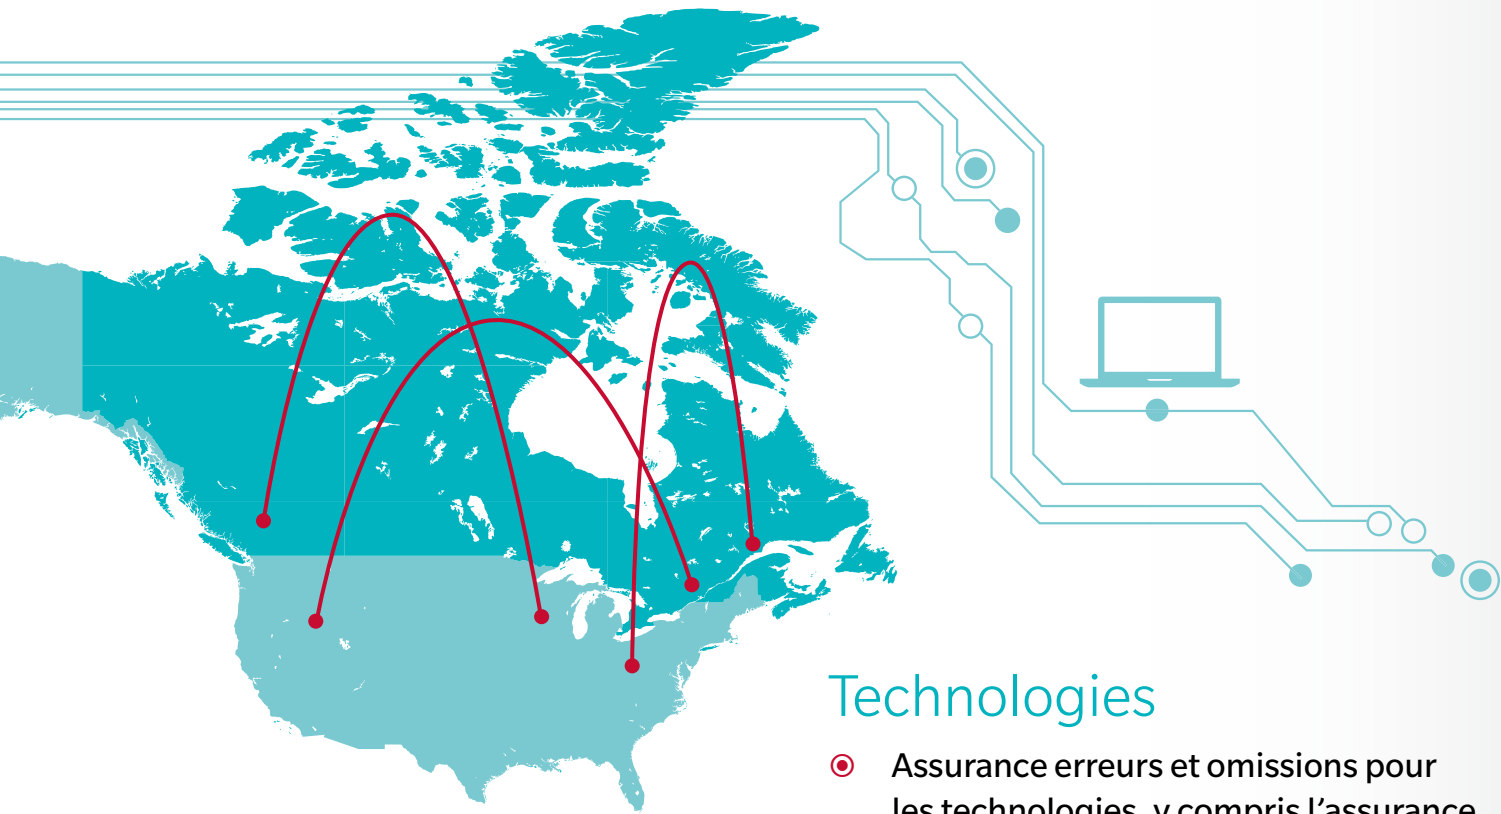 Technologies
Assurance erreurs et omissions pour
les technologies, y compris l’assurance